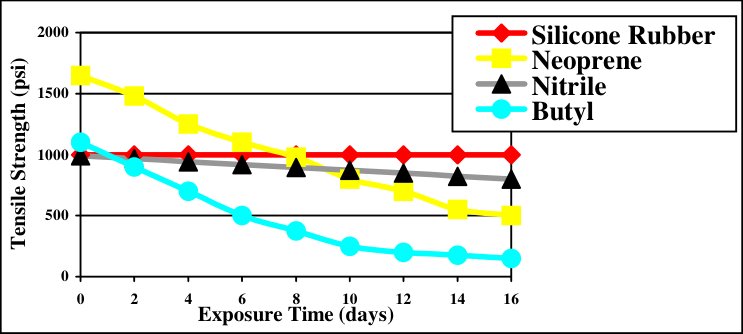 Silicone Rubber
Neoprene
Nitrile
Butyl
Tensile Strength (psi)
2000
1500
1000
500
0
0 2 4 6 8 10 12 14 16
Exposure Time (days)